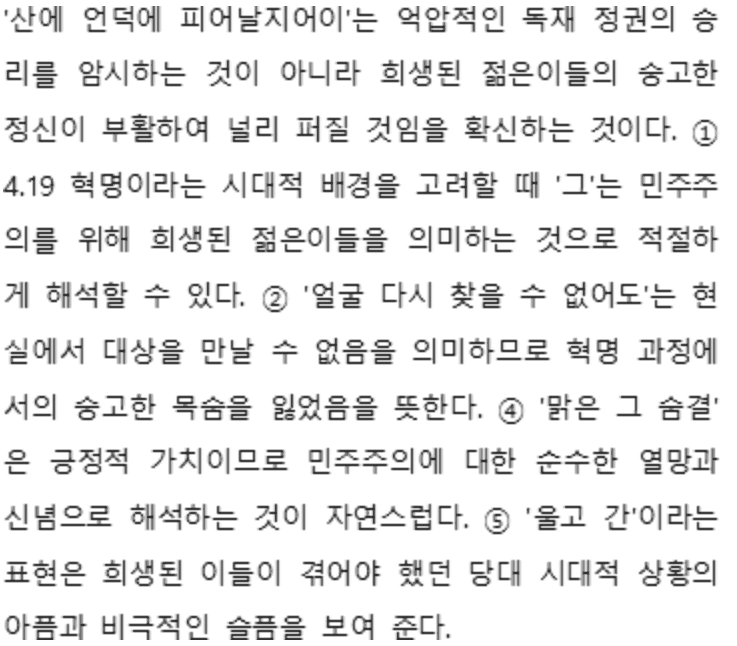 '산에 언덕에 피어날지어이'는 억압적인 독재 정권의 승
리를 암시하는 것이 아니라 희생된 젊은이들의 숭고한
정신이 부활하여 널리 퍼질 것임을 확신하는 것이다. ①
4.19 혁명이라는 시대적 배경을 고려할 때 '그'는 민주주
의를 위해 희생된 젊은이들을 의미하는 것으로 적절하
게 해석할 수 있다. ② '얼굴 다시 찾을 수 없어도'는 현
실에서 대상을 만날 수 없음을 의미하므로 혁명 과정에
서의 숭고한 목숨을 잃었음을 뜻한다. ④ '맑은 그 숨결'
은 긍정적 가치이므로 민주주의에 대한 순수한 열망과
신념으로 해석하는 것이 자연스럽다. ⑤ '울고 간'이라는
표현은 희생된 이들이 겪어야 했던 당대 시대적 상황의
아픔과 비극적인 슬픔을 보여 준다.